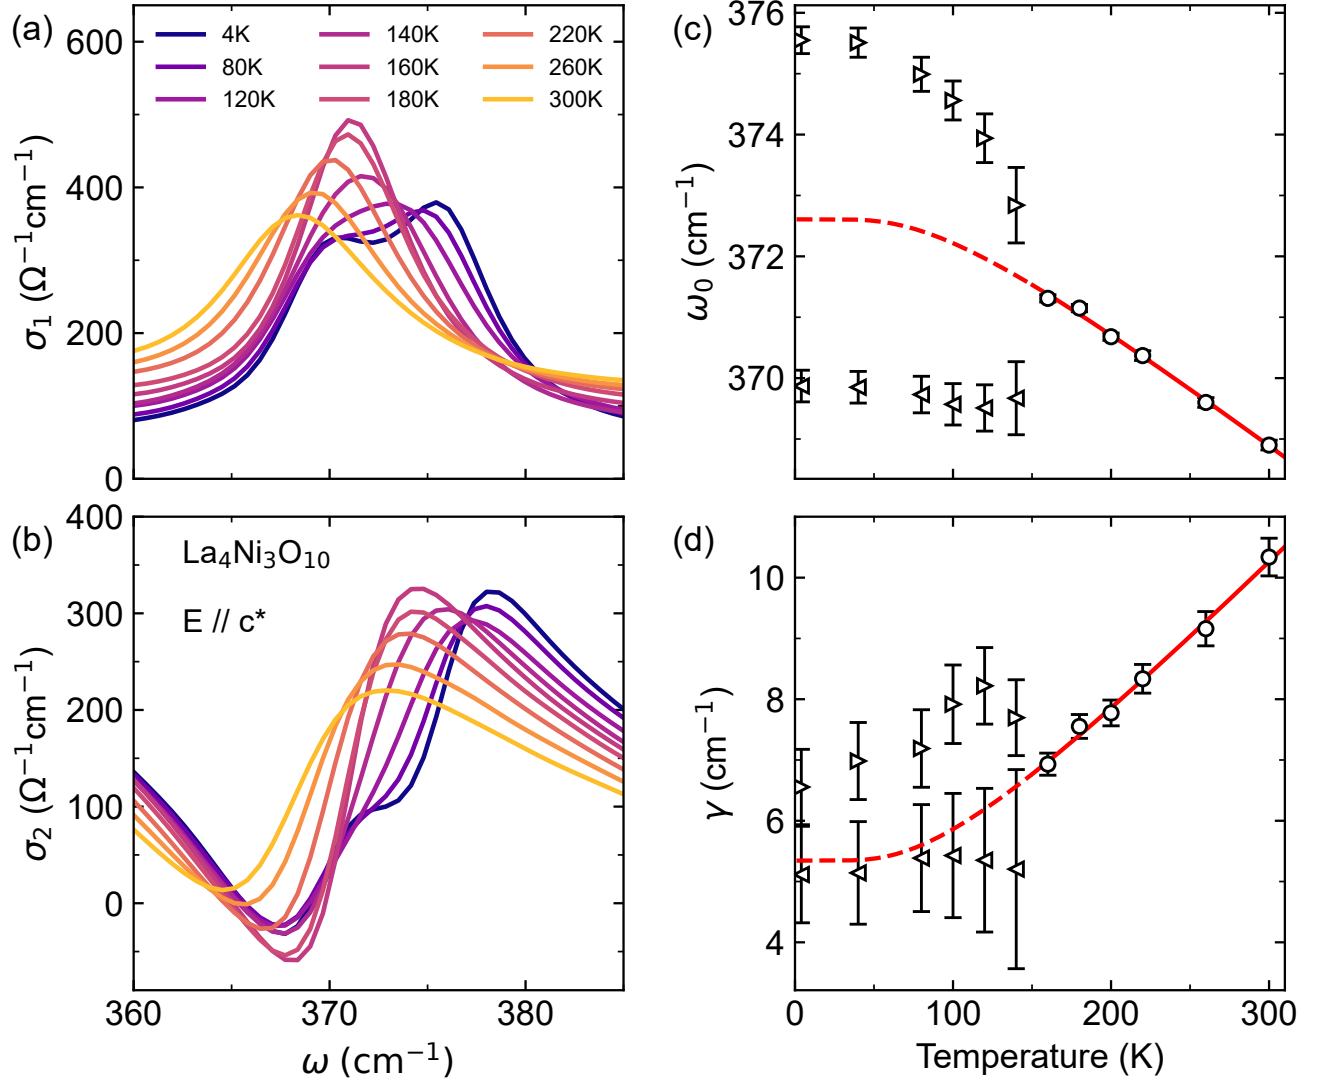 (a)
600
400
200
0
σ₁ (Ω⁻¹cm⁻¹)
4K
80K
120K
140K
160K
180K
220K
260K
300K
(b)
400
300
200
100
0
σ₂ (Ω⁻¹cm⁻¹)
La₄Ni₃O₁₀
E // c*
360
370
380
ω (cm⁻¹)
(c)
376
374
372
370
ω₀ (cm⁻¹)
(d)
10
8
6
4
γ (cm⁻¹)
0
100
200
300
Temperature (K)